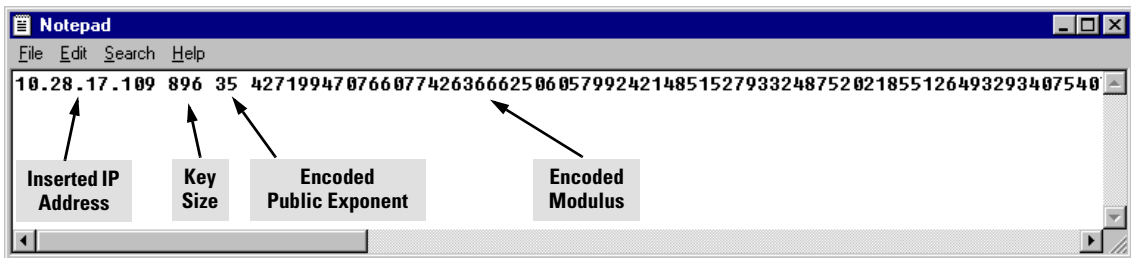 Notepad
File Edit Search Help
10.28.17.109 896 35 427199470766077426366625060579924214851527933248752021855126493293407540
Inserted IP
Address
Key
Size
Encoded
Public Exponent
Encoded
Modulus